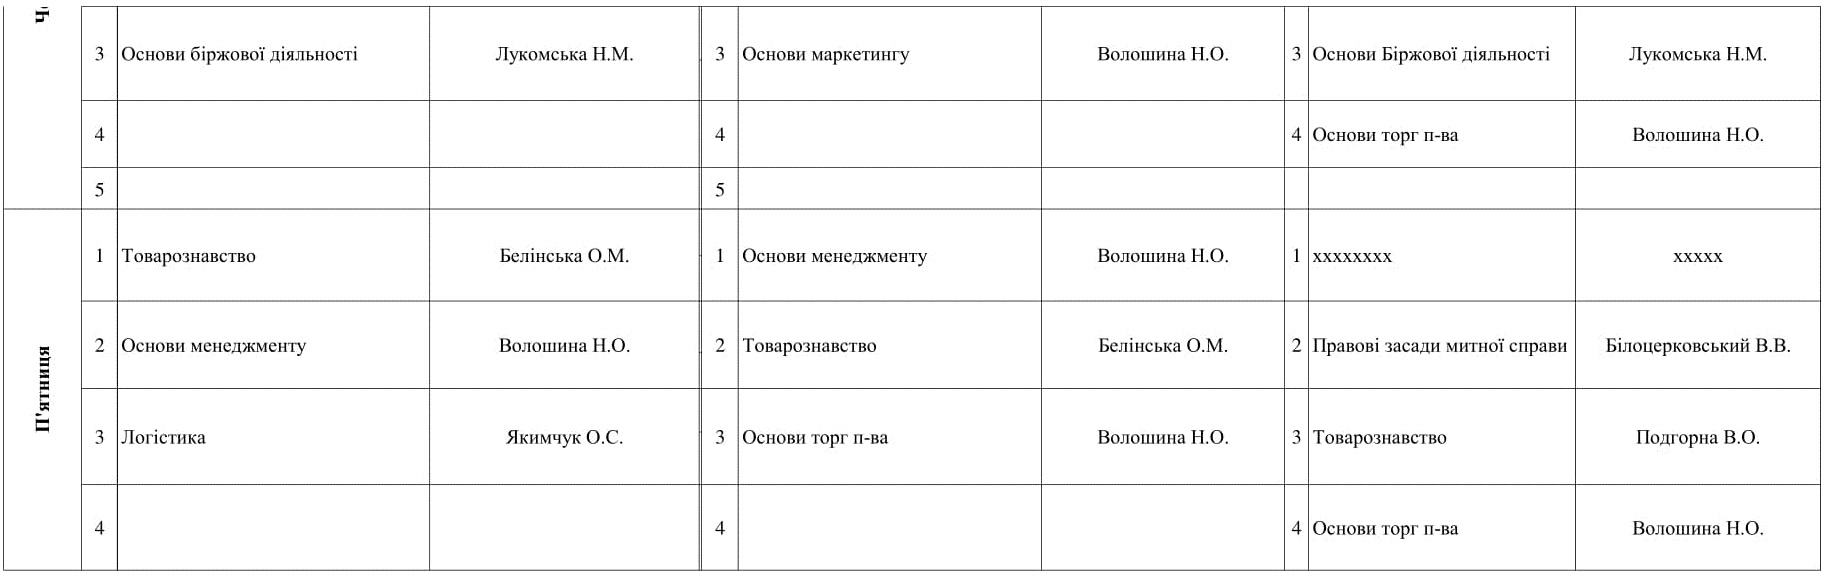 3 Основи біржової діяльності Лукомська Н.М. 3 Основи маркетингу Волошина Н.О. 3 Основи Біржової діяльності Лукомська Н.М.
4 4 4 Основи торг п-ва Волошина Н.О.
5 5
П'ятниця
1 Товарознавство Белінська О.М. 1 Основи менеджменту Волошина Н.О. 1 хххххххх ххххх
2 Основи менеджменту Волошина Н.О. 2 Товарознавство Белінська О.М. 2 Правові засади митної справи Білоцерковський В.В.
3 Логістика Якимчук О.С. 3 Основи торг п-ва Волошина Н.О. 3 Товарознавство Подгорна В.О.
4 4 4 Основи торг п-ва Волошина Н.О.